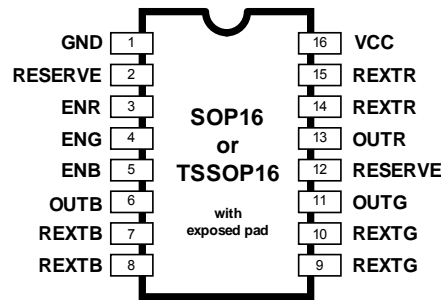 GND 1 16 VCC
RESERVE 2 15 REXTR
ENR 3 14 REXTR
ENG 4 13 OUTR
ENB 5 12 RESERVE
OUTB 6 11 OUTG
REXTB 7 10 REXTG
REXTB 8 9 REXTG
SOP16
or
TSSOP16
with
exposed pad